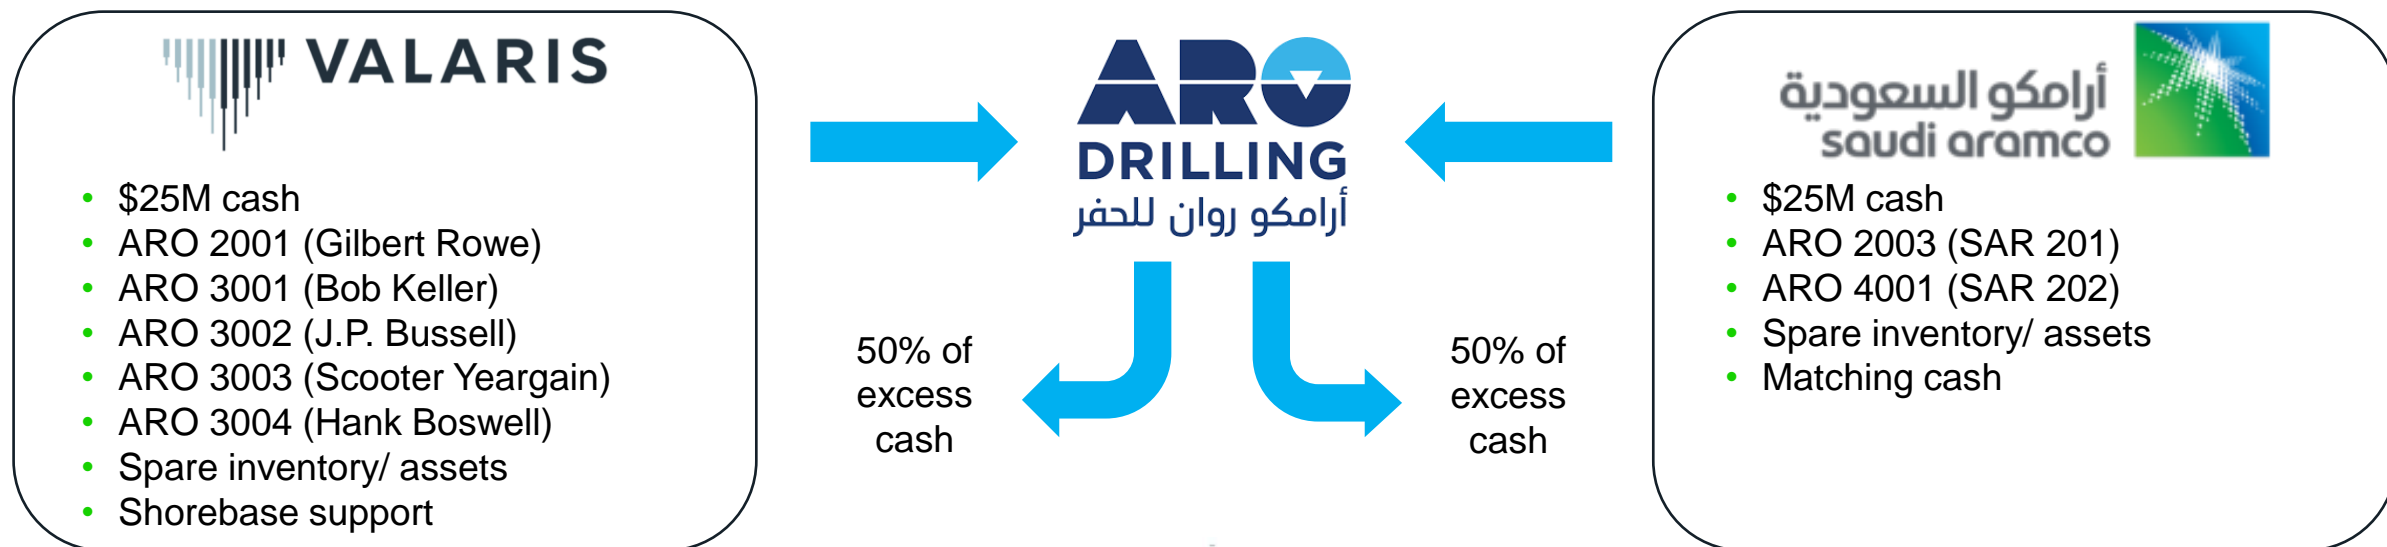 VALARIS
• $25M cash
• ARO 2001 (Gilbert Rowe)
• ARO 3001 (Bob Keller)
• ARO 3002 (J.P. Bussell)
• ARO 3003 (Scooter Yeargain)
• ARO 3004 (Hank Boswell)
• Spare inventory/ assets
• Shorebase support
ARO
DRILLING
أرامكو روان للحفر
50% of
excess
cash
50% of
excess
cash
أرامكو السعودية
saudi aramco
• $25M cash
• ARO 2003 (SAR 201)
• ARO 4001 (SAR 202)
• Spare inventory/ assets
• Matching cash